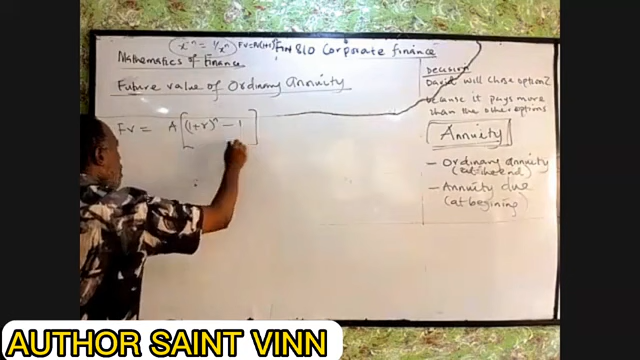 x⁻ⁿ = 1/xⁿ FV=PV(1+r) FIN 810 Corporate finance
Mathematics of Finance
Future value of Ordinary annuity
FV = A [(1+r)ⁿ - 1]
Decision
David will chose option 2
because it pays more
than the other options
Annuity
- Ordinary annuity
(at the end)
- Annuity due
(at begining)
AUTHOR SAINT VINN